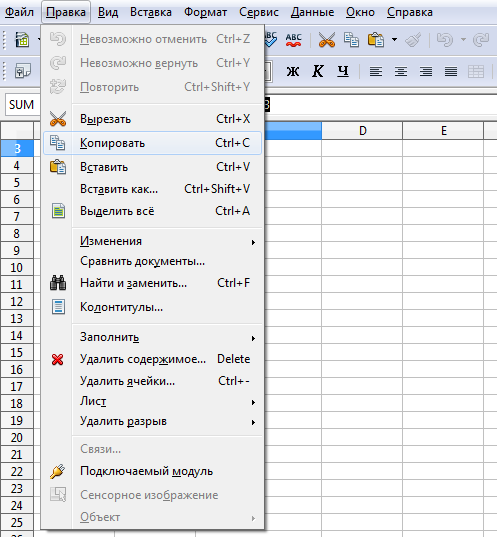 Файл Правка Вид Вставка Формат Сервис Данные Окно Справка
Невозможно отменить Ctrl+Z
Невозможно вернуть Ctrl+Y
Повторить Ctrl+Shift+Y
ABC ABC
Ж К Ч
SUM
Вырезать Ctrl+X
Копировать Ctrl+C
Вставить Ctrl+V
Вставить как... Ctrl+Shift+V
Выделить всё Ctrl+A
Изменения
Сравнить документы...
Найти и заменить... Ctrl+F
Колонтитулы...
Заполнить
Удалить содержимое... Delete
Удалить ячейки... Ctrl+-
Лист
Удалить разрыв
Связи...
Подключаемый модуль
Сенсорное изображение
Объект
D E
3
4
5
6
7
8
9
10
11
12
13
14
15
16
17
18
19
20
21
22
23
24
25
26